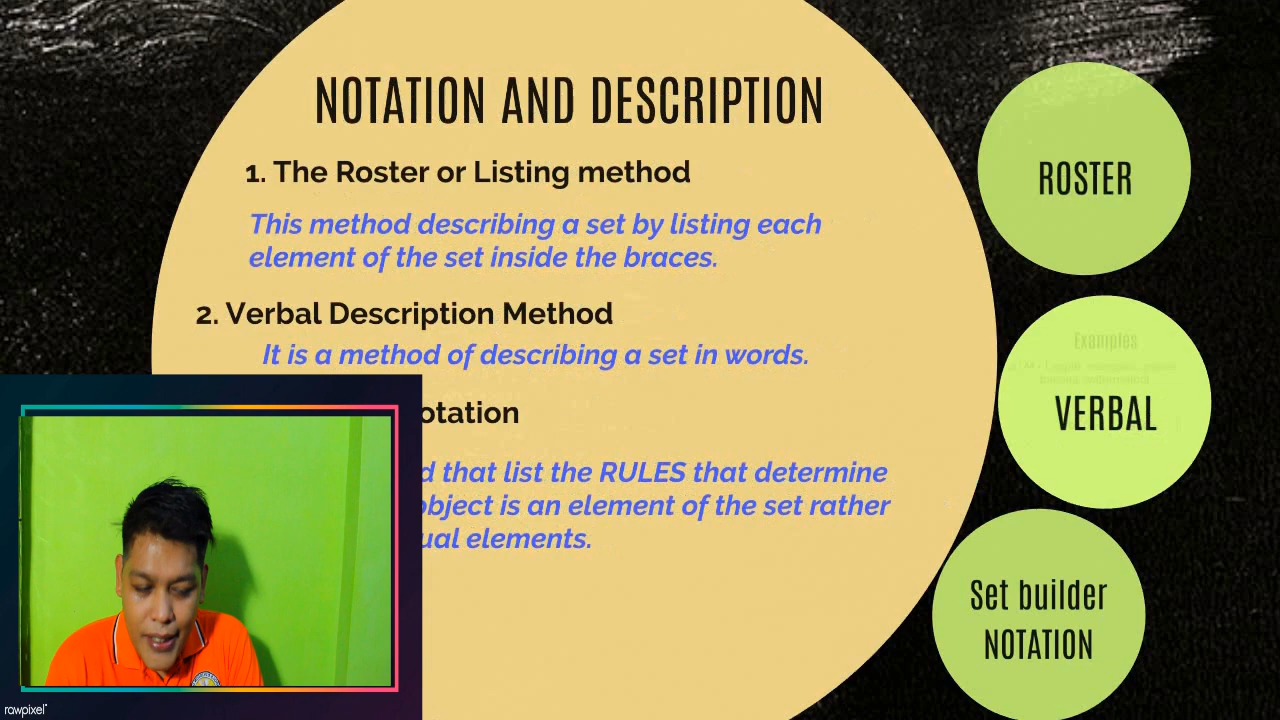 NOTATION AND DESCRIPTION
1. The Roster or Listing method
This method describing a set by listing each
element of the set inside the braces.
2. Verbal Description Method
It is a method of describing a set in words.
otation
d that list the RULES that determine
object is an element of the set rather
ual elements.
ROSTER
Examples
VERBAL
Set builder
NOTATION
rawpixel